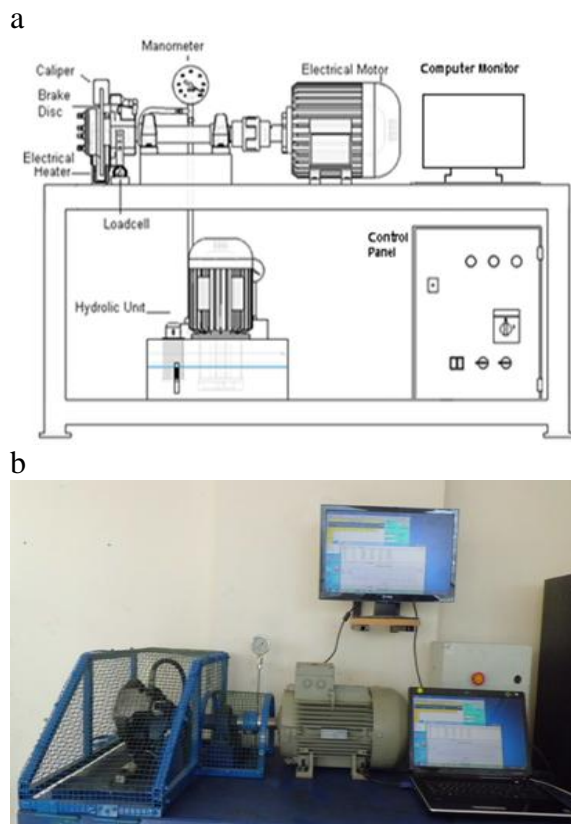 a
Manometer
Caliper
Electrical Motor
Computer Monitor
Brake
Disc
Electrical
Heater
Loadcell
Control
Panel
Hydrolic Unit
b